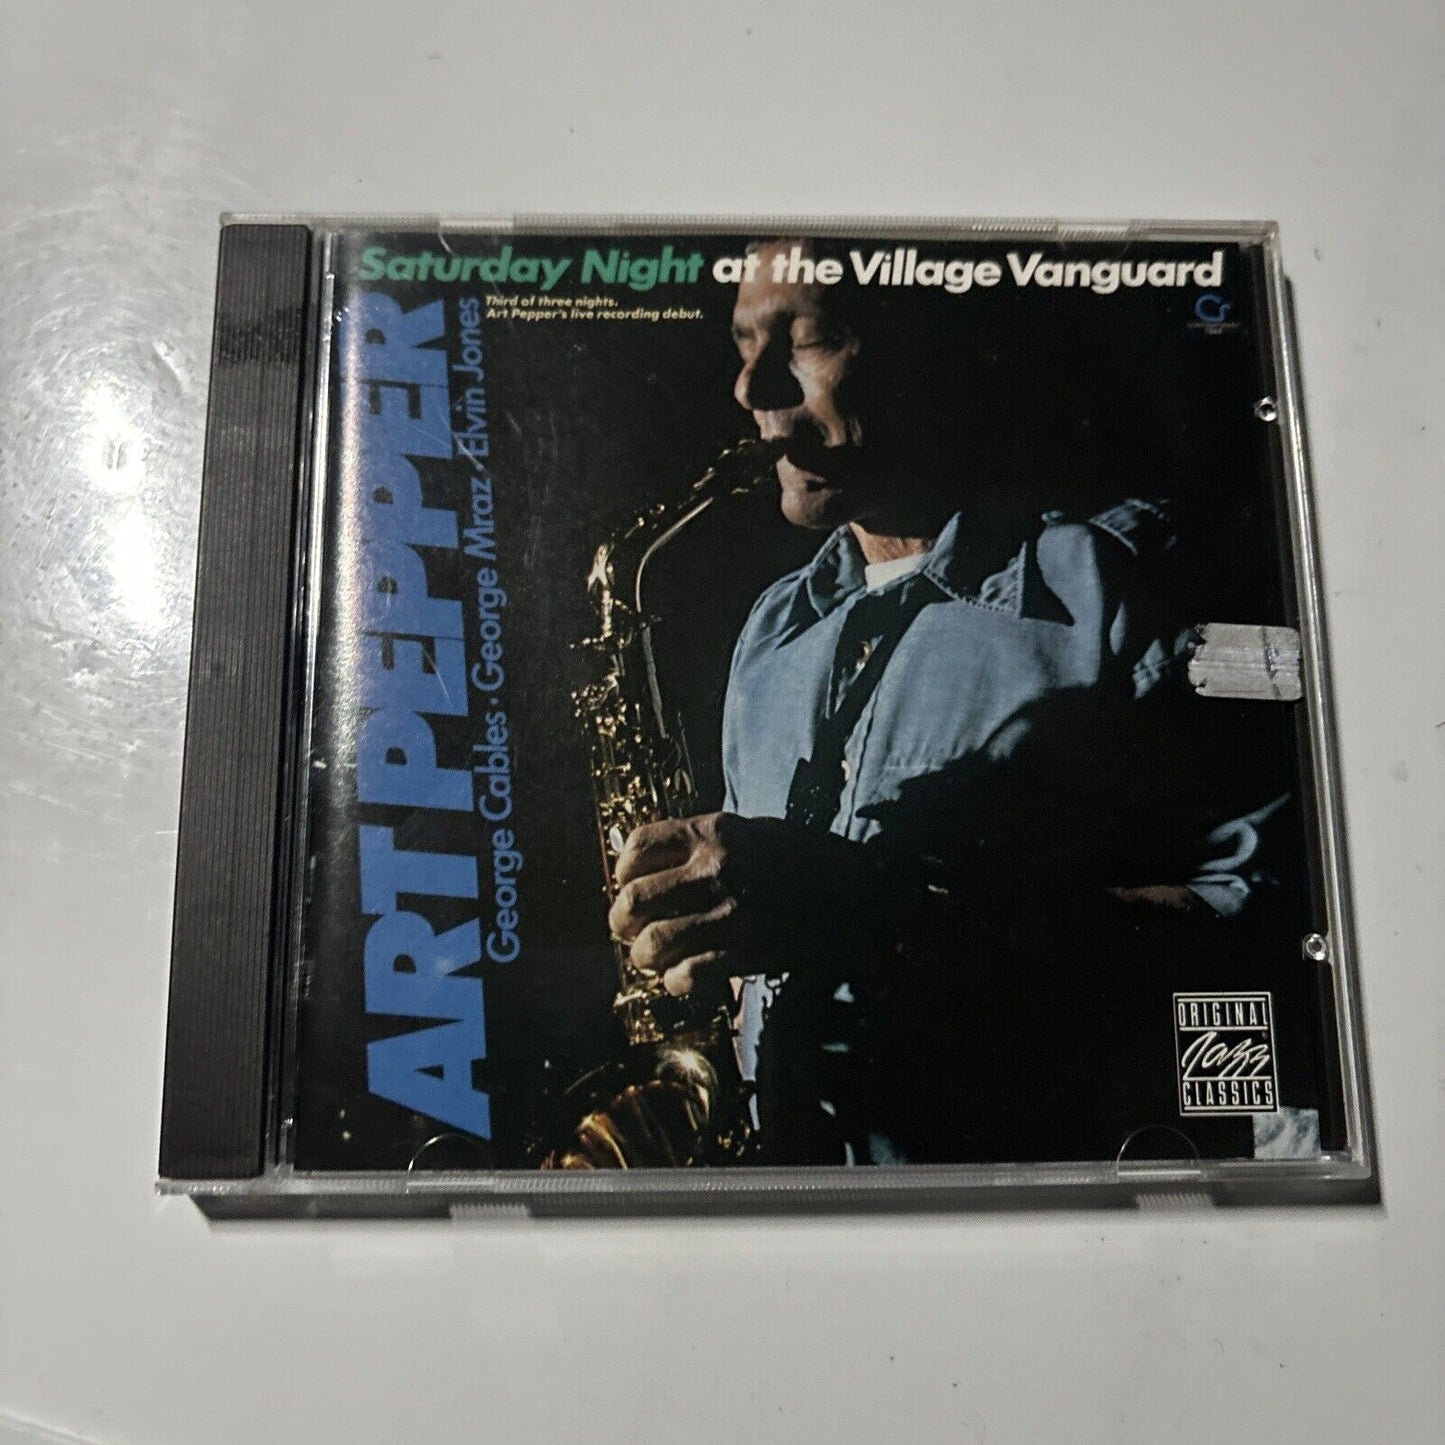 Saturday Night at the Village Vanguard
Third of three nights.
Art Pepper's live recording debut.
ART PEPPER
George Cables · George Mraz · Elvin Jones
ORIGINAL
Jazz
CLASSICS